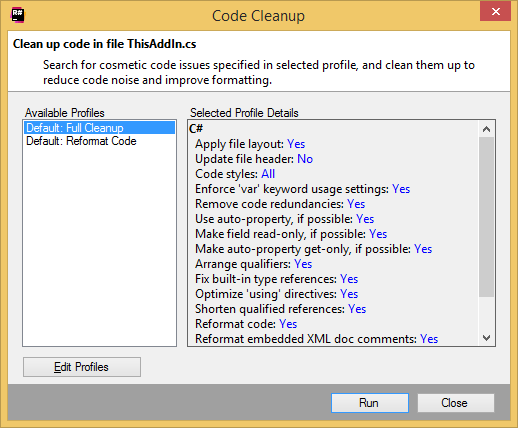 R#
Code Cleanup
Clean up code in file ThisAddIn.cs
Search for cosmetic code issues specified in selected profile, and clean them up to
reduce code noise and improve formatting.
Available Profiles
Default: Full Cleanup
Default: Reformat Code
Edit Profiles
Selected Profile Details
C#
Apply file layout: Yes
Update file header: No
Code styles: All
Enforce 'var' keyword usage settings: Yes
Remove code redundancies: Yes
Use auto-property, if possible: Yes
Make field read-only, if possible: Yes
Make auto-property get-only, if possible: Yes
Arrange qualifiers: Yes
Fix built-in type references: Yes
Optimize 'using' directives: Yes
Shorten qualified references: Yes
Reformat code: Yes
Reformat embedded XML doc comments: Yes
Run
Close